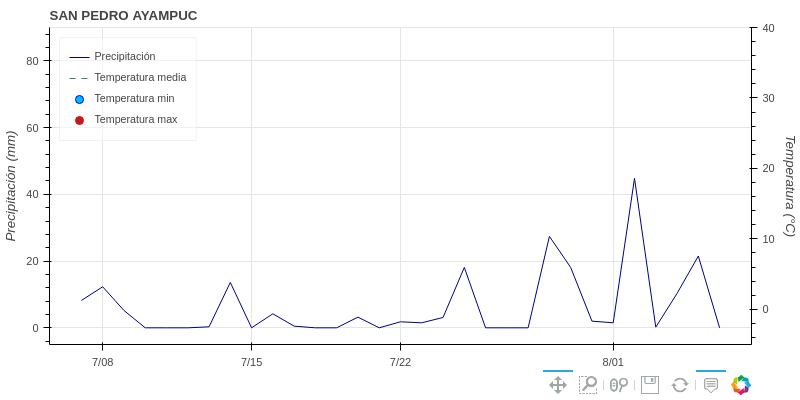 SAN PEDRO AYAMPUC
Precipitación
Temperatura media
Temperatura min
Temperatura max
Precipitación (mm)
80
60
40
20
0
Temperatura (°C)
40
30
20
10
0
7/08
7/15
7/22
8/01